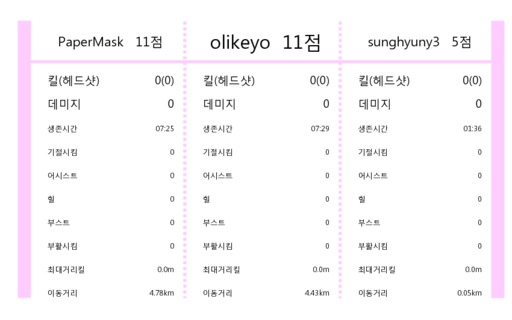 PaperMask 11점 olikeyo 11점 sunghyuny3 5점
킬(헤드샷) 0(0) 킬(헤드샷) 0(0) 킬(헤드샷) 0(0)
데미지 0 데미지 0 데미지 0
생존시간 07:25 생존시간 07:29 생존시간 01:36
기절시킴 0 기절시킴 0 기절시킴 0
어시스트 0 어시스트 0 어시스트 0
힐 0 힐 0 힐 0
부스트 0 부스트 0 부스트 0
부활시킴 0 부활시킴 0 부활시킴 0
최대거리킬 0.0m 최대거리킬 0.0m 최대거리킬 0.0m
이동거리 4.78km 이동거리 4.43km 이동거리 0.05km